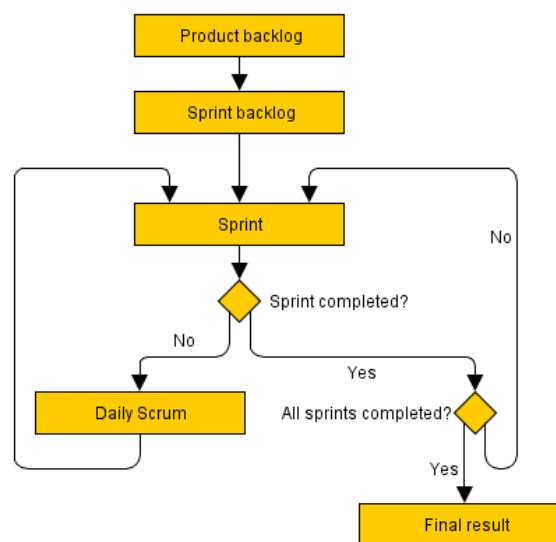 Product backlog
Sprint backlog
Sprint
No
Sprint completed?
No
Yes
Daily Scrum
All sprints completed?
Yes
Final result